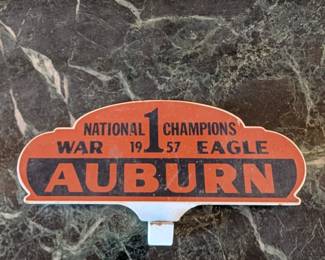 NATIONAL 1 CHAMPIONS
WAR 19 57 EAGLE
AUBURN